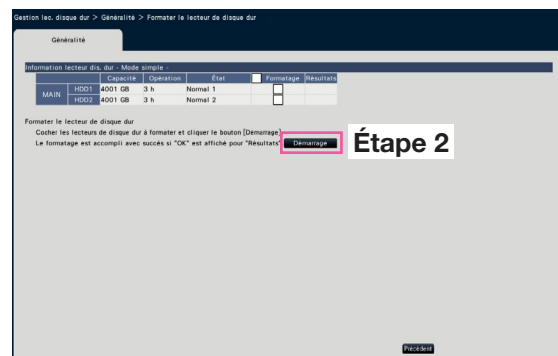 Gestion lec. disque dur > Généralité > Formater le lecteur de disque dur
Généralité
Information lecteur dis. dur - Mode simple -
Capacité Opération État Formatage Résultats
MAIN HDD1 4001 GB 3 h Normal 1
HDD2 4001 GB 3 h Normal 2
Formater le lecteur de disque dur
Cocher les lecteurs de disque dur à formater et cliquer le bouton [Démarrage]
Le formatage est accompli avec succès si "OK" est affiché pour "Résultats" Démarrage
Étape 2
Précédent